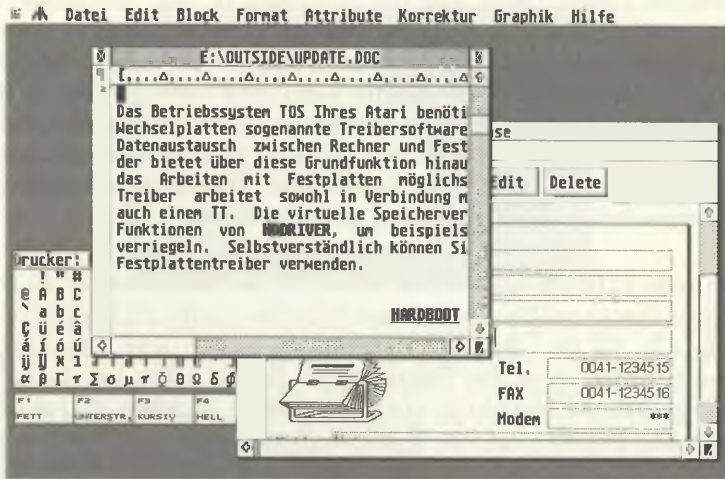 Datei Edit Block Format Attribute Korrektur Graphik Hilfe
E:\OUTSIDE\UPDATE.DOC
Das Betriebssystem TOS Ihres Atari benöti
Wechselplatten sogenannte Treibersoftware
Datenaustausch zwischen Rechner und Fest
der bietet über diese Grundfunktion hinau
das Arbeiten mit Festplatten möglichs
Treiber arbeitet sowohl in Verbindung m
auch einem TT. Die virtuelle Speicherver
Funktionen von HDDRIVER, um beispiels
verriegeln. Selbstverständlich können Si
Festplattentreiber verwenden.
HARDBOOT
se
Edit Delete
Drucker:
! " #
@ A B C
` a b c
Ç ü é â
á í ó ú
α β Γ π Σ σ μ τ
F1 F2 F3 F4
FETT UNTERSTR. KURSIV HELL
Tel. 0041-1234515
FAX 0041-1234516
Modem ***